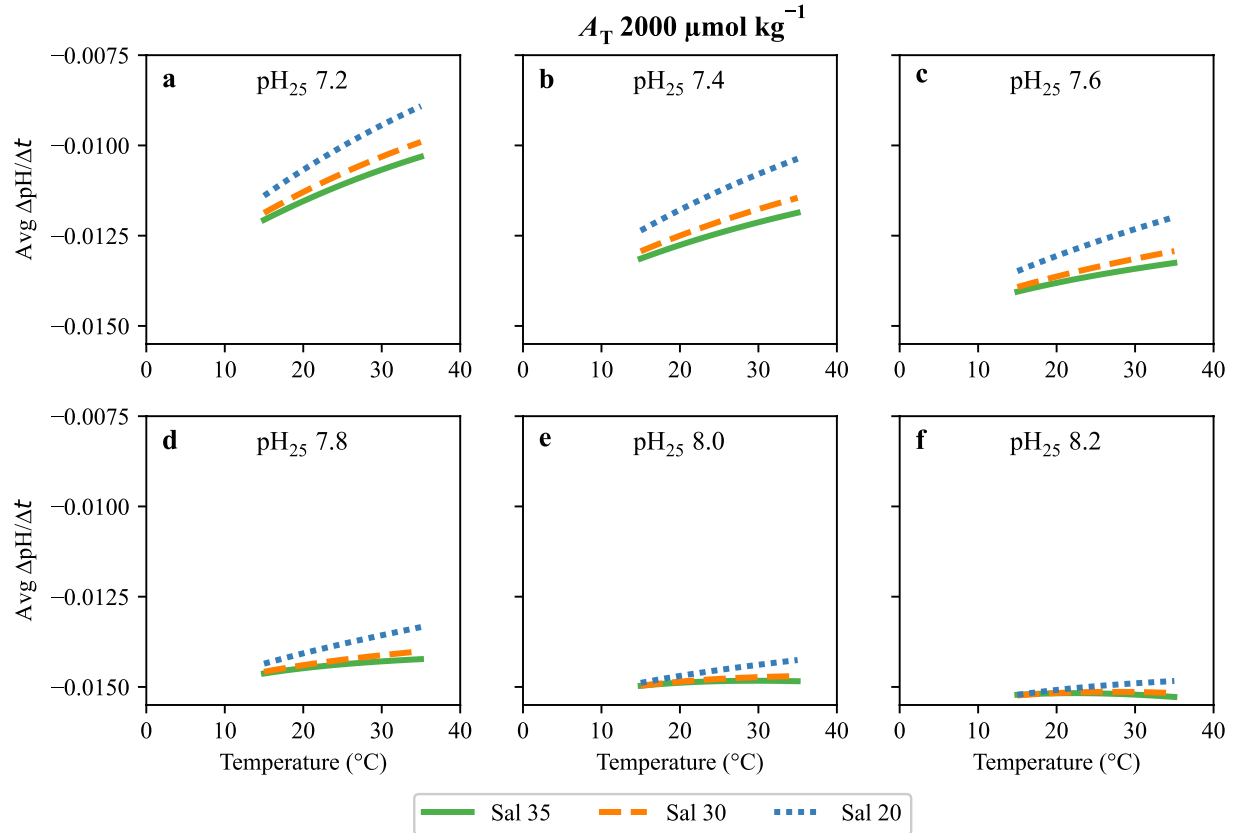 A_T 2000 µmol kg⁻¹
a
pH₂₅ 7.2
b
pH₂₅ 7.4
c
pH₂₅ 7.6
Avg ΔpH/Δt
−0.0075
−0.0100
−0.0125
−0.0150
0 10 20 30 40
0 10 20 30 40
0 10 20 30 40
d
pH₂₅ 7.8
e
pH₂₅ 8.0
f
pH₂₅ 8.2
Avg ΔpH/Δt
−0.0075
−0.0100
−0.0125
−0.0150
0 10 20 30 40
0 10 20 30 40
0 10 20 30 40
Temperature (°C)
Temperature (°C)
Temperature (°C)
Sal 35
Sal 30
Sal 20